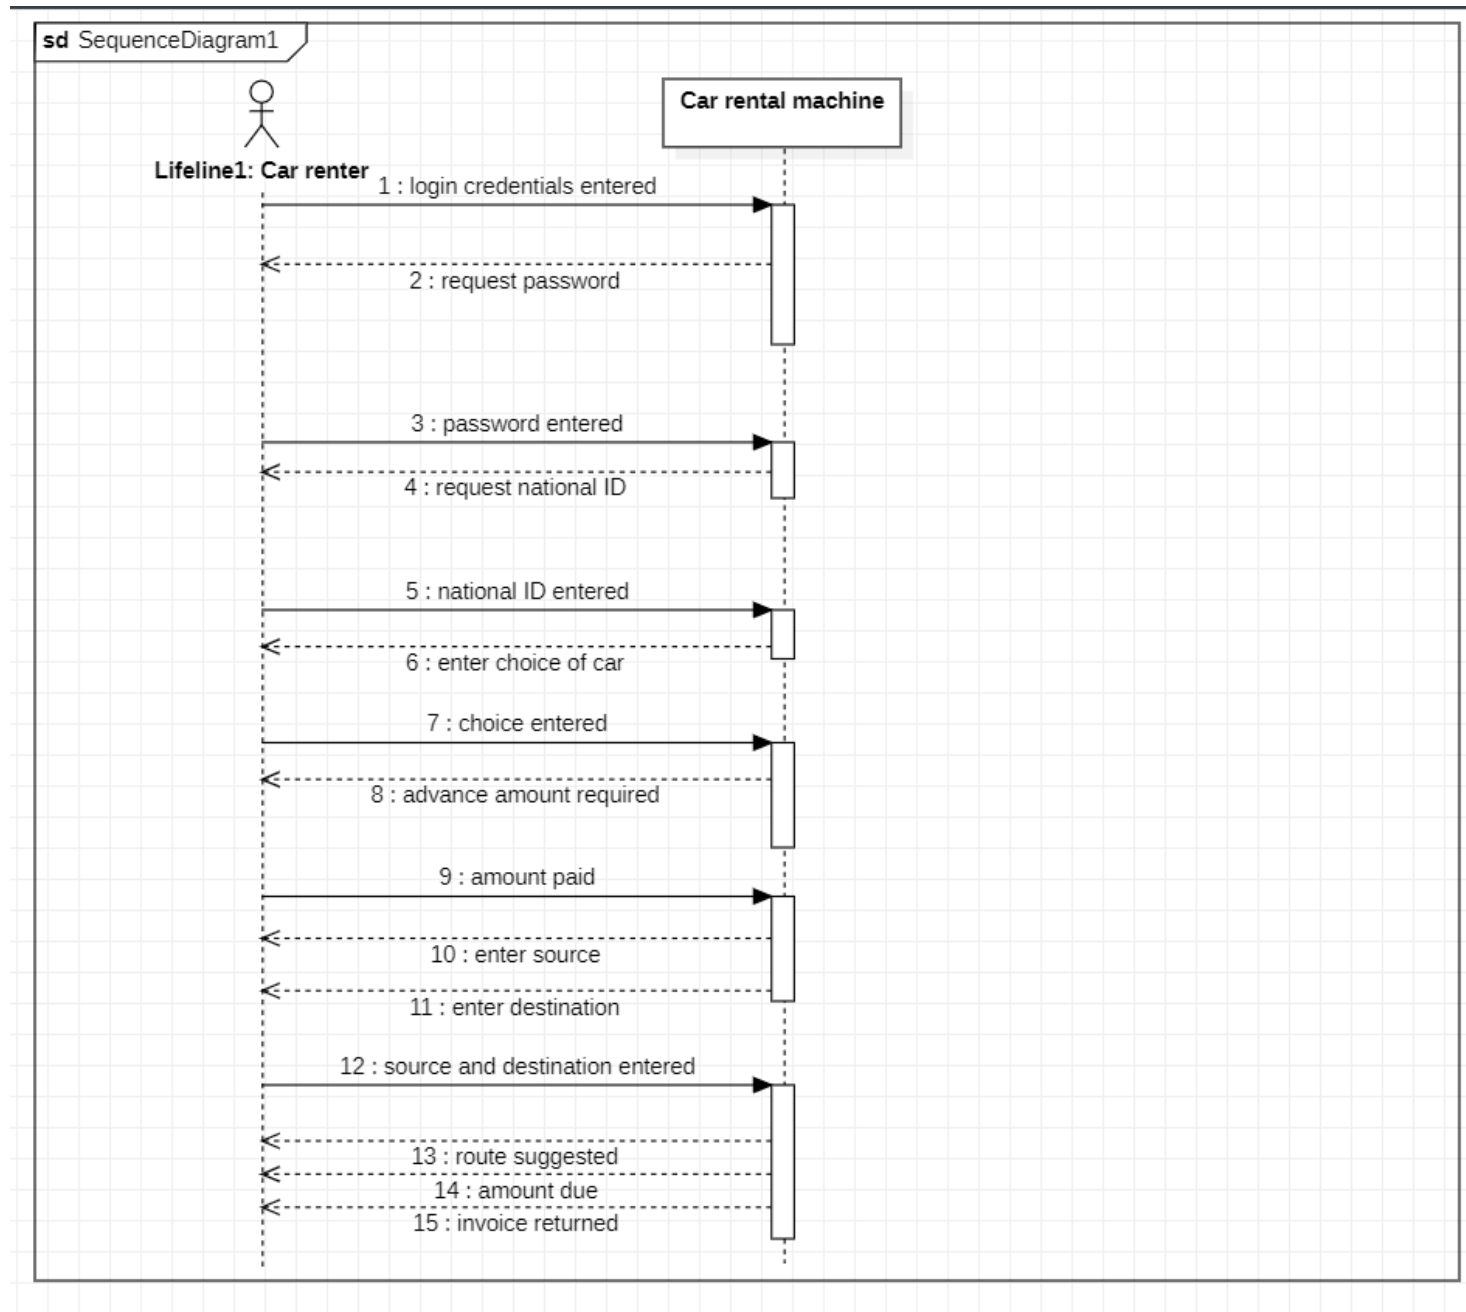 sd SequenceDiagram1
Car rental machine
Lifeline1: Car renter
1 : login credentials entered
2 : request password
3 : password entered
4 : request national ID
5 : national ID entered
6 : enter choice of car
7 : choice entered
8 : advance amount required
9 : amount paid
10 : enter source
11 : enter destination
12 : source and destination entered
13 : route suggested
14 : amount due
15 : invoice returned